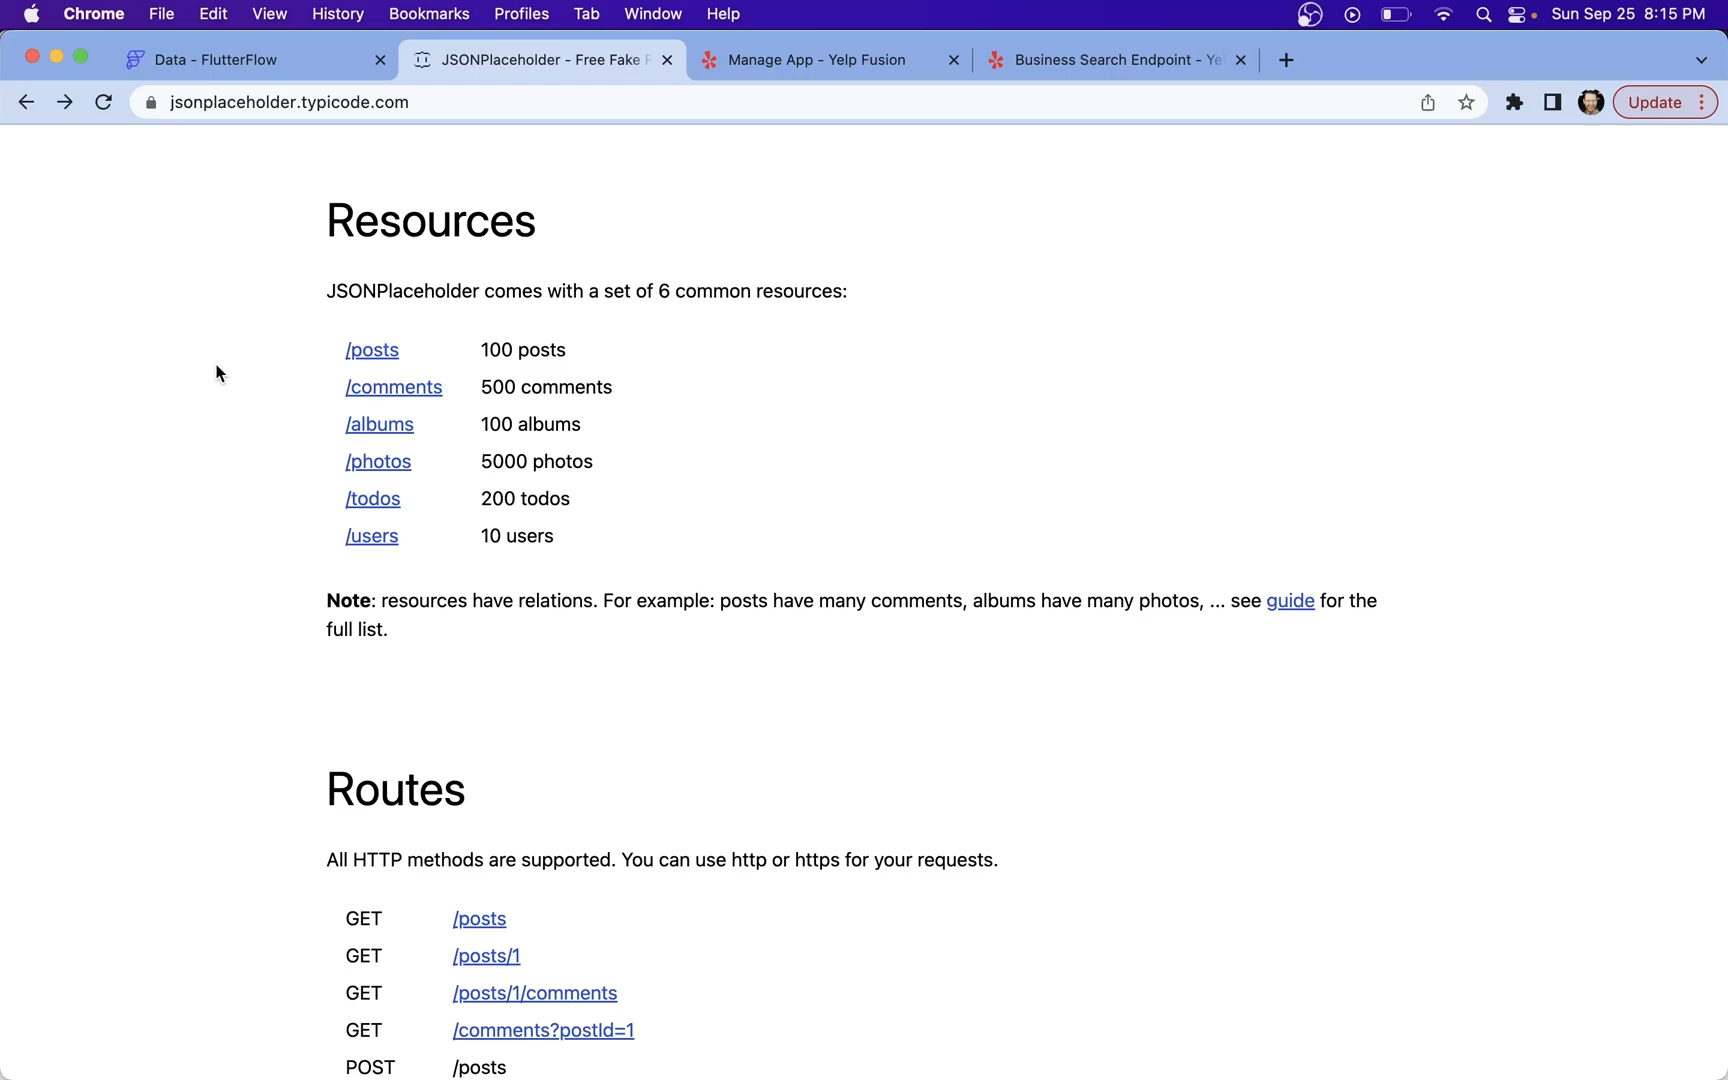 Chrome File Edit View History Bookmarks Profiles Tab Window Help Sun Sep 25 8:15 PM
Data - FlutterFlow JSONPlaceholder - Free Fake Manage App - Yelp Fusion Business Search Endpoint - Ye
jsonplaceholder.typicode.com Update
Resources
JSONPlaceholder comes with a set of 6 common resources:
/posts 100 posts
/comments 500 comments
/albums 100 albums
/photos 5000 photos
/todos 200 todos
/users 10 users
Note: resources have relations. For example: posts have many comments, albums have many photos, ... see guide for the
full list.
Routes
All HTTP methods are supported. You can use http or https for your requests.
GET /posts
GET /posts/1
GET /posts/1/comments
GET /comments?postId=1
POST /posts